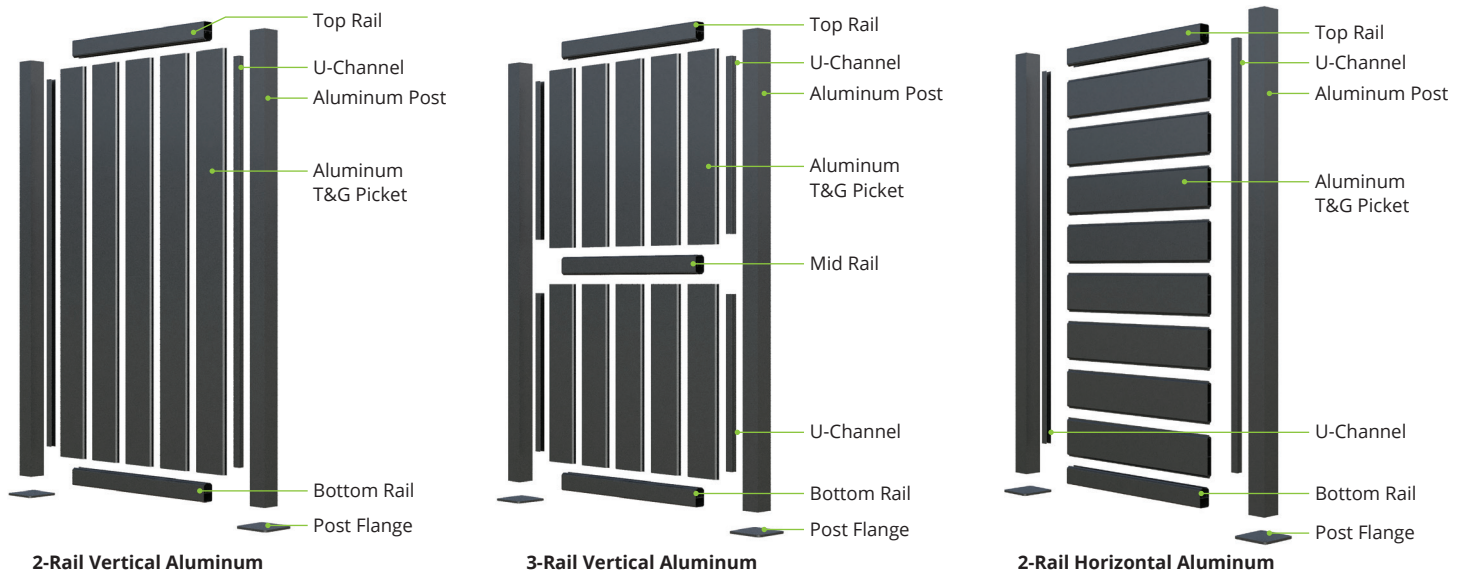 Top Rail
U-Channel
Aluminum Post
Aluminum
T&G Picket
Bottom Rail
Post Flange
2-Rail Vertical Aluminum
Top Rail
U-Channel
Aluminum Post
Aluminum
T&G Picket
Mid Rail
U-Channel
Bottom Rail
Post Flange
3-Rail Vertical Aluminum
Top Rail
U-Channel
Aluminum Post
Aluminum
T&G Picket
U-Channel
Bottom Rail
Post Flange
2-Rail Horizontal Aluminum